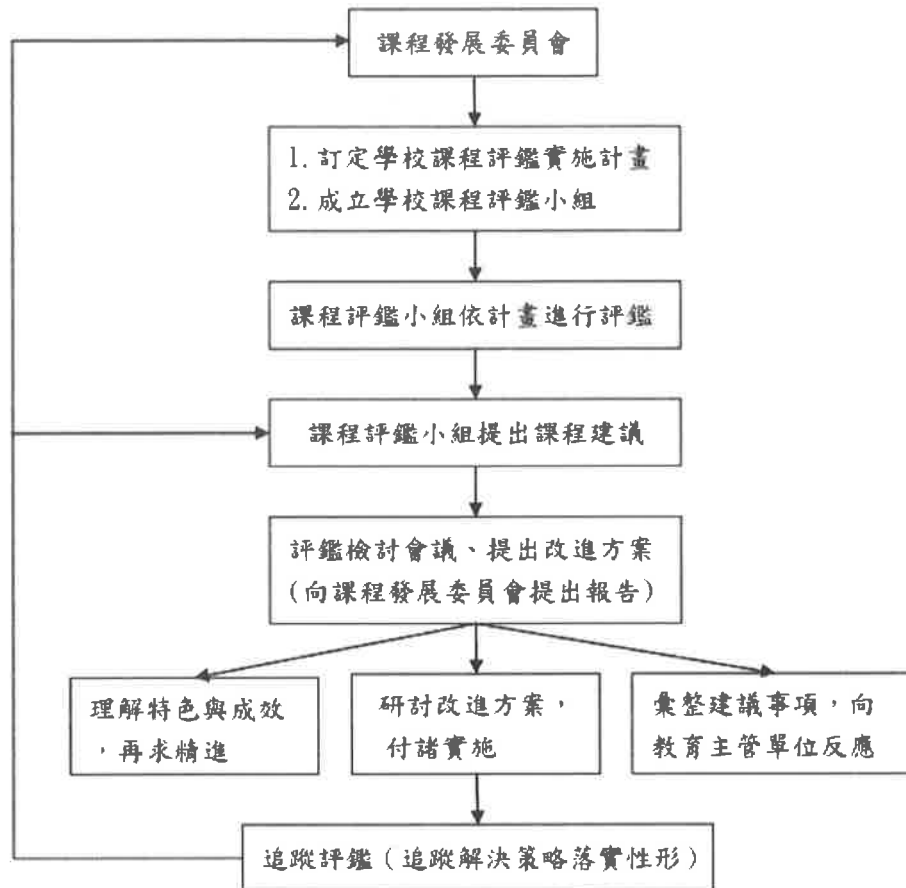 課程發展委員會
1.訂定學校課程評鑑實施計畫
2.成立學校課程評鑑小組
課程評鑑小組依計畫進行評鑑
課程評鑑小組提出課程建議
評鑑檢討會議、提出改進方案
(向課程發展委員會提出報告)
理解特色與成效
，再求精進
研討改進方案，
付諸實施
彙整建議事項，向
教育主管單位反應
追蹤評鑑（追蹤解決策略落實性形）